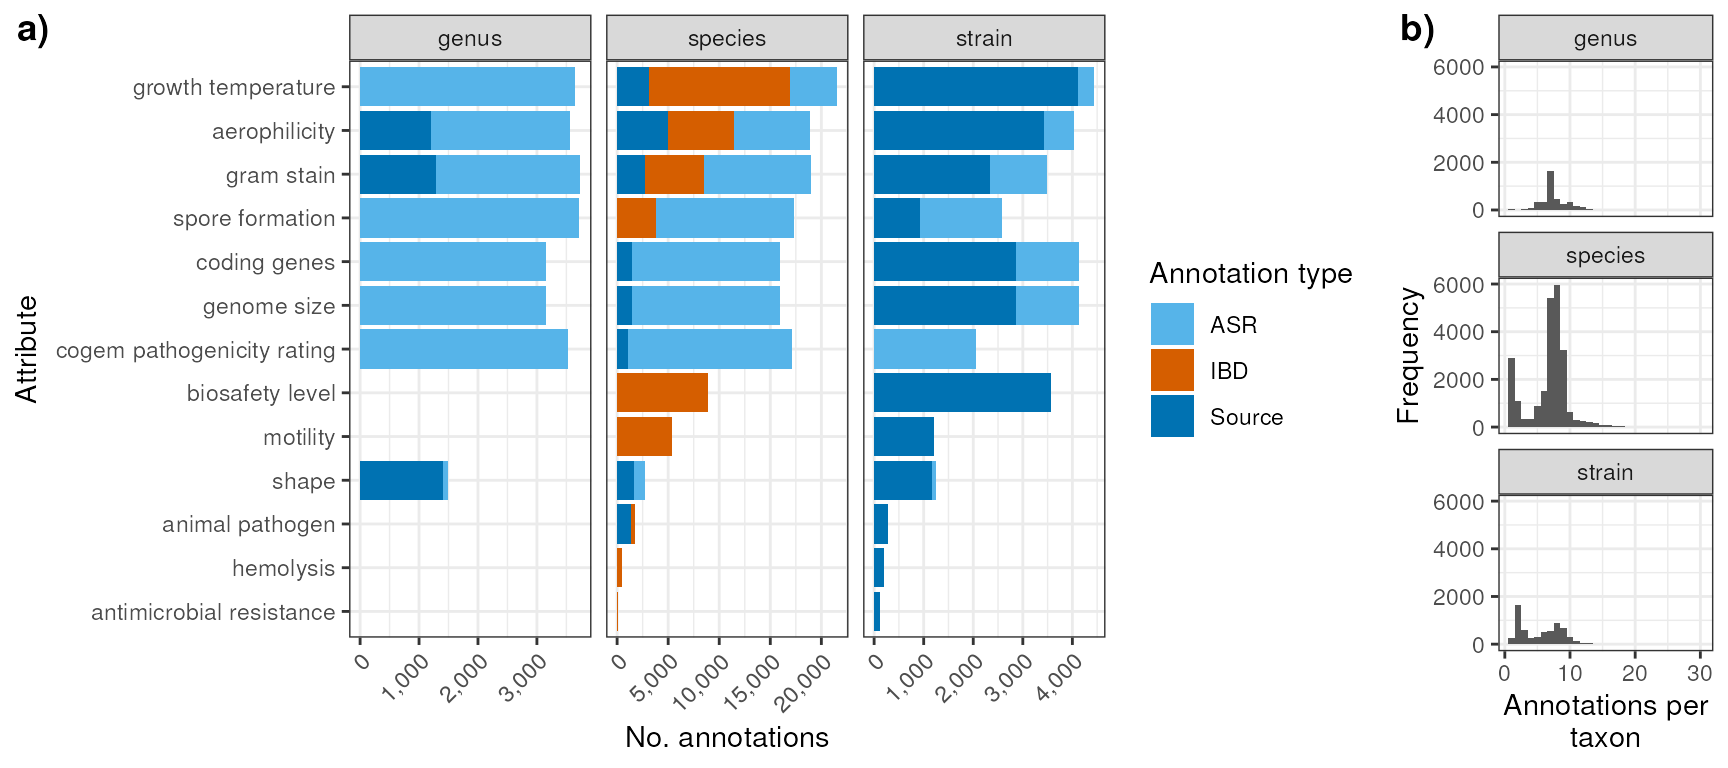 a)
genus
species
strain
growth temperature
aerophilicity
gram stain
spore formation
coding genes
genome size
cogem pathogenicity rating
biosafety level
motility
shape
animal pathogen
hemolysis
antimicrobial resistance
Attribute
0
1,000
2,000
3,000
0
5,000
10,000
15,000
20,000
0
1,000
2,000
3,000
4,000
No. annotations
Annotation type
ASR
IBD
Source
b)
genus
6000
4000
2000
0
species
6000
4000
2000
0
strain
6000
4000
2000
0
Frequency
0
10
20
30
Annotations per
taxon